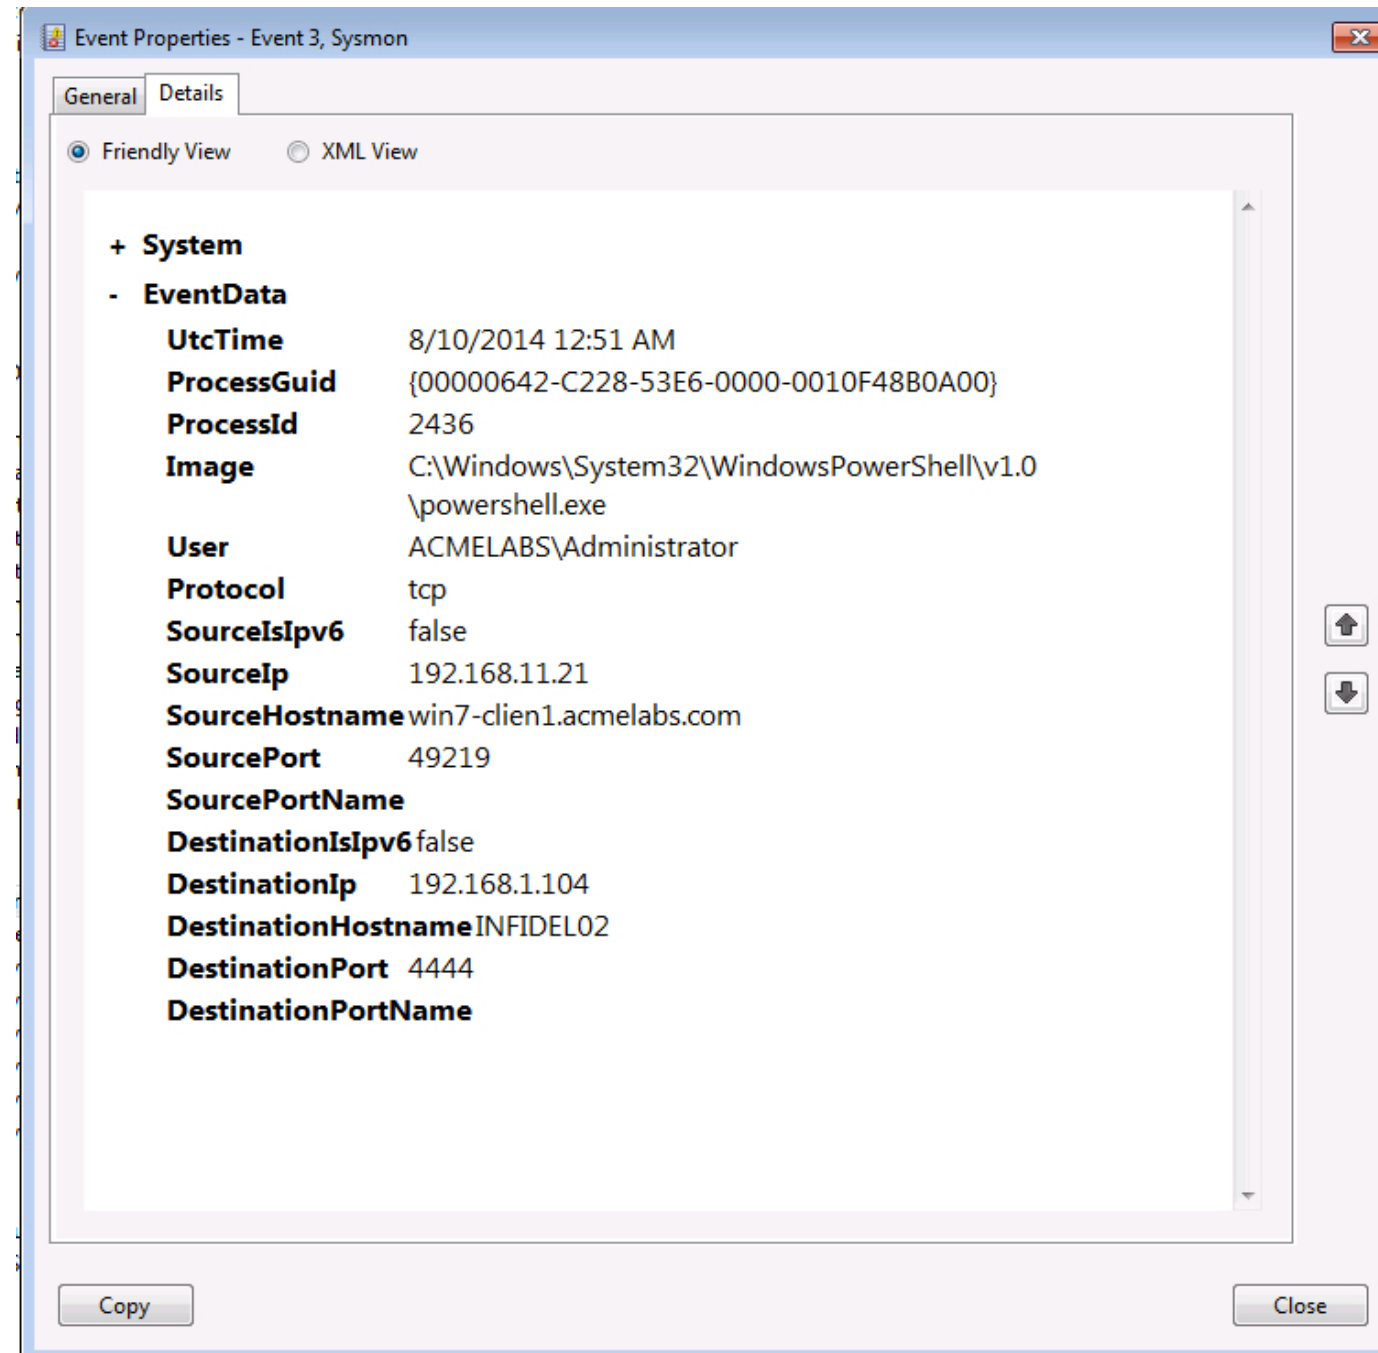 Event Properties - Event 3, Sysmon
General Details
Friendly View XML View
+ System
- EventData
UtcTime 8/10/2014 12:51 AM
ProcessGuid {00000642-C228-53E6-0000-0010F48B0A00}
ProcessId 2436
Image C:\Windows\System32\WindowsPowerShell\v1.0
\powershell.exe
User ACMELABS\Administrator
Protocol tcp
SourceIsIpv6 false
SourceIp 192.168.11.21
SourceHostname win7-clien1.acmelabs.com
SourcePort 49219
SourcePortName
DestinationIsIpv6 false
DestinationIp 192.168.1.104
DestinationHostname INFIDEL02
DestinationPort 4444
DestinationPortName
Copy Close